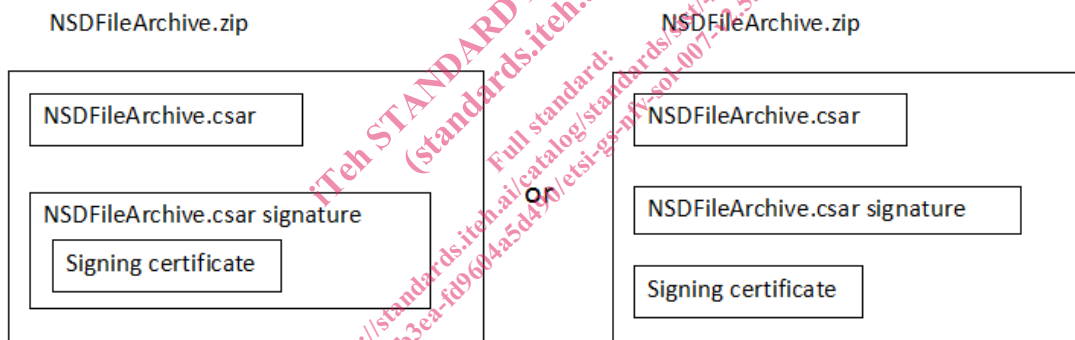 NSDFileArchive.zip
NSDFileArchive.csar
NSDFileArchive.csar signature
Signing certificate
or
NSDFileArchive.zip
NSDFileArchive.csar
NSDFileArchive.csar signature
Signing certificate
iTeh STANDARD
(standards.iteh.
Full standard: